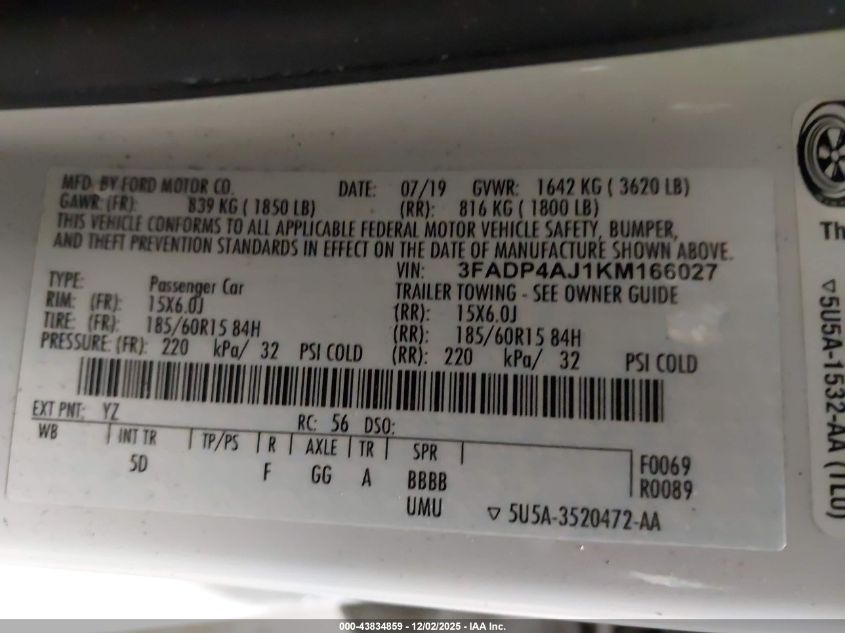 MFD. BY FORD MOTOR CO. DATE: 07/19 GVWR: 1642 KG ( 3620 LB)
GAWR: (FR): 839 KG ( 1850 LB) (RR): 816 KG ( 1800 LB)
THIS VEHICLE CONFORMS TO ALL APPLICABLE FEDERAL MOTOR VEHICLE SAFETY, BUMPER,
AND THEFT PREVENTION STANDARDS IN EFFECT ON THE DATE OF MANUFACTURE SHOWN ABOVE.
VIN: 3FADP4AJ1KM166027
TYPE: Passenger Car TRAILER TOWING - SEE OWNER GUIDE
RIM: (FR): 15X6.0J (RR): 15X6.0J
TIRE: (FR): 185/60R15 84H (RR): 185/60R15 84H
PRESSURE: (FR): 220 kPa/ 32 PSI COLD (RR): 220 kPa/ 32 PSI COLD
EXT PNT: YZ RC: 56 DSO:
WB INT TR TP/PS R AXLE TR SPR
5D F GG A BBBB
UMU
F0069
R0089
▽ 5U5A-3520472-AA
Th
▽5U5A-1532-AA (TL0)
000-43834859 - 12/02/2025 - IAA Inc.